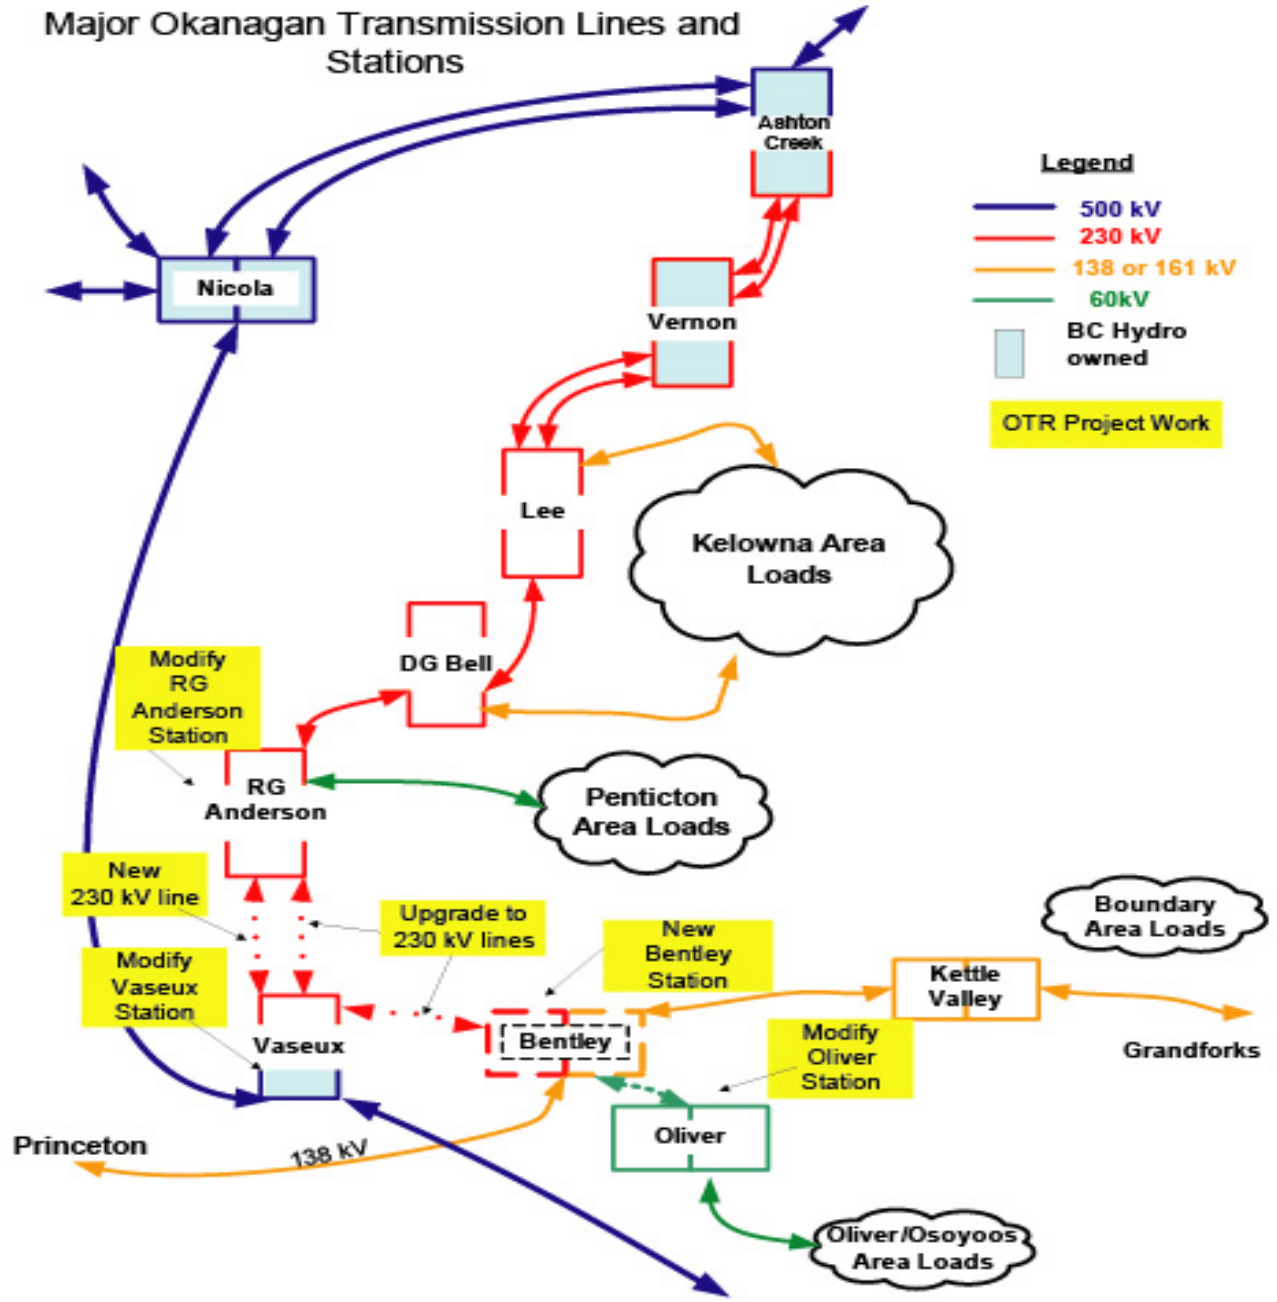 Major Okanagan Transmission Lines and
Stations
Ashton
Creek
Legend
500 kV
230 kV
138 or 161 kV
60kV
BC Hydro
owned
OTR Project Work
Nicola
Vernon
Lee
Kelowna Area
Loads
DG Bell
Modify
RG
Anderson
Station
RG
Anderson
Penticton
Area Loads
New
230 kV line
Upgrade to
230 kV lines
Boundary
Area Loads
New
Bentley
Station
Modify
Vaseux
Station
Kettle
Valley
Vaseux
Bentley
Modify
Oliver
Station
Grandforks
Princeton
138 kV
Oliver
Oliver/Osoyoos
Area Loads